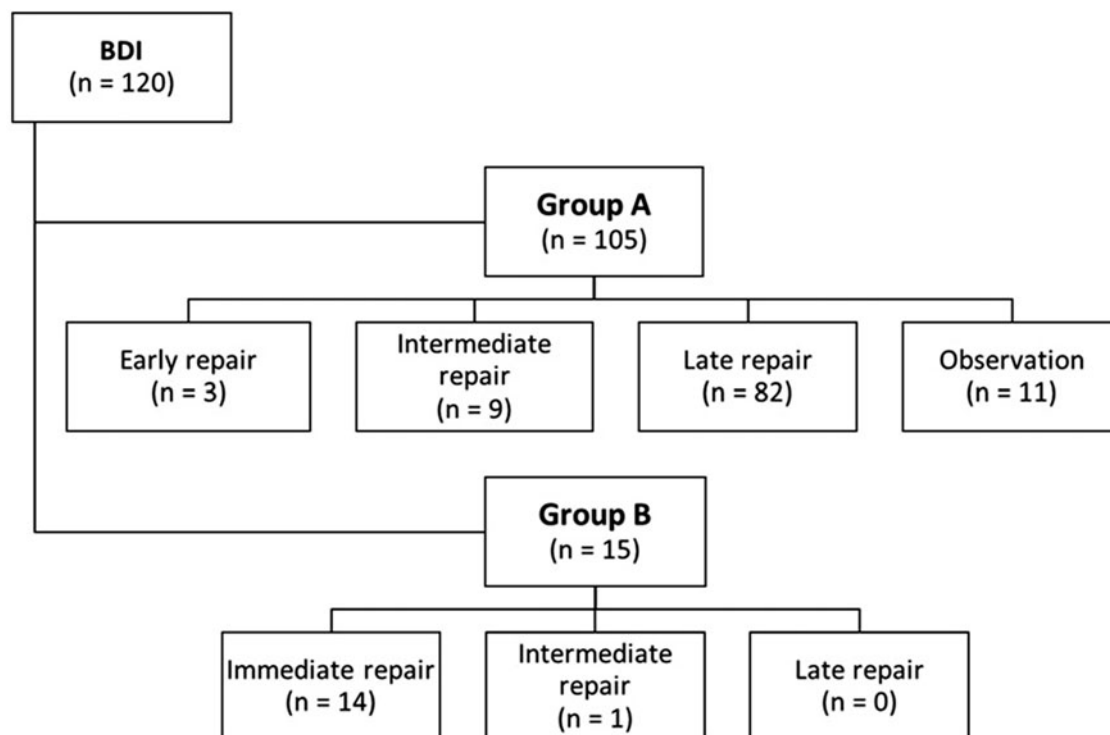 BDI
(n = 120)
Group A
(n = 105)
Early repair
(n = 3)
Intermediate
repair
(n = 9)
Late repair
(n = 82)
Observation
(n = 11)
Group B
(n = 15)
Immediate repair
(n = 14)
Intermediate
repair
(n = 1)
Late repair
(n = 0)